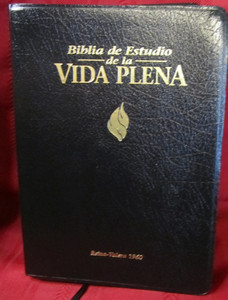 Biblia de Estudio
de la
VIDA PLENA
Reina-Valera 1960